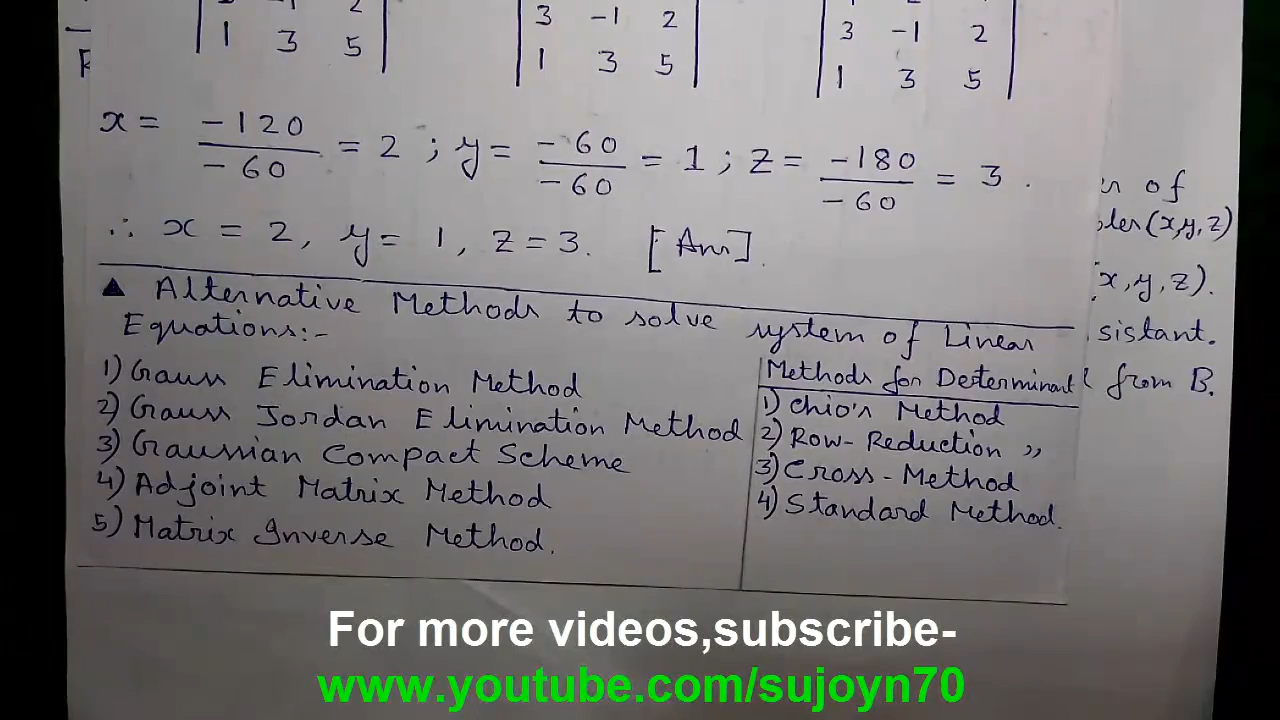 3 -1 2 3 -1 2
1 3 5 1 3 5 1 3 5
x = -120/-60 = 2 ; y = -60/-60 = 1 ; z = -180/-60 = 3 .
∴ x = 2, y = 1, z = 3. [Ans].
▲ Alternative Methods to solve system of Linear
Equations:-
1) Gauss Elimination Method
2) Gauss Jordan Elimination Method
3) Gaussian Compact Scheme
4) Adjoint Matrix Method
5) Matrix Inverse Method.
Methods for Determinant
1) Chio's Method
2) Row-Reduction ,,
3) Cross-Method
4) Standard Method.
of
(x,y,z)
x, y, z).
sistant.
from B.
For more videos,subscribe-
www.youtube.com/sujoyn70